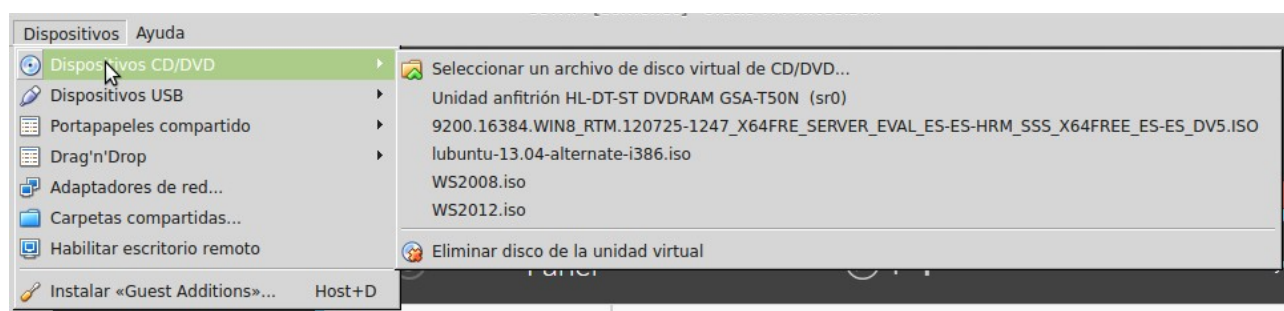 Dispositivos Ayuda
Dispositivos CD/DVD
Dispositivos USB
Portapapeles compartido
Drag'n'Drop
Adaptadores de red...
Carpetas compartidas...
Habilitar escritorio remoto
Instalar «Guest Additions»... Host+D
Seleccionar un archivo de disco virtual de CD/DVD...
Unidad anfitrión HL-DT-ST DVDRAM GSA-T50N (sr0)
9200.16384.WIN8_RTM.120725-1247_X64FRE_SERVER_EVAL_ES-ES-HRM_SSS_X64FREE_ES-ES_DV5.ISO
lubuntu-13.04-alternate-i386.iso
WS2008.iso
WS2012.iso
Eliminar disco de la unidad virtual